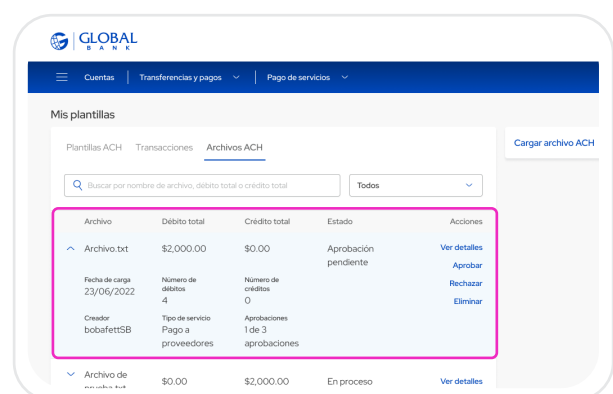 GLOBAL
BANK
Cuentas Transferencias y pagos Pago de servicios
Mis plantillas
Plantillas ACH Transacciones Archivos ACH
Cargar archivo ACH
Buscar por nombre de archivo, débito total o crédito total
Todos
Archivo Débito total Crédito total Estado Acciones
Archivo.txt $2,000.00 $0.00 Aprobación pendiente Ver detalles
Aprobar
Fecha de carga Número de débitos Número de créditos Rechazar
23/06/2022 4 0 Eliminar
Creador Tipo de servicio Aprobaciones
bobafettSB Pago a proveedores 1 de 3 aprobaciones
Archivo de prueba.txt $0.00 $2,000.00 En proceso Ver detalles